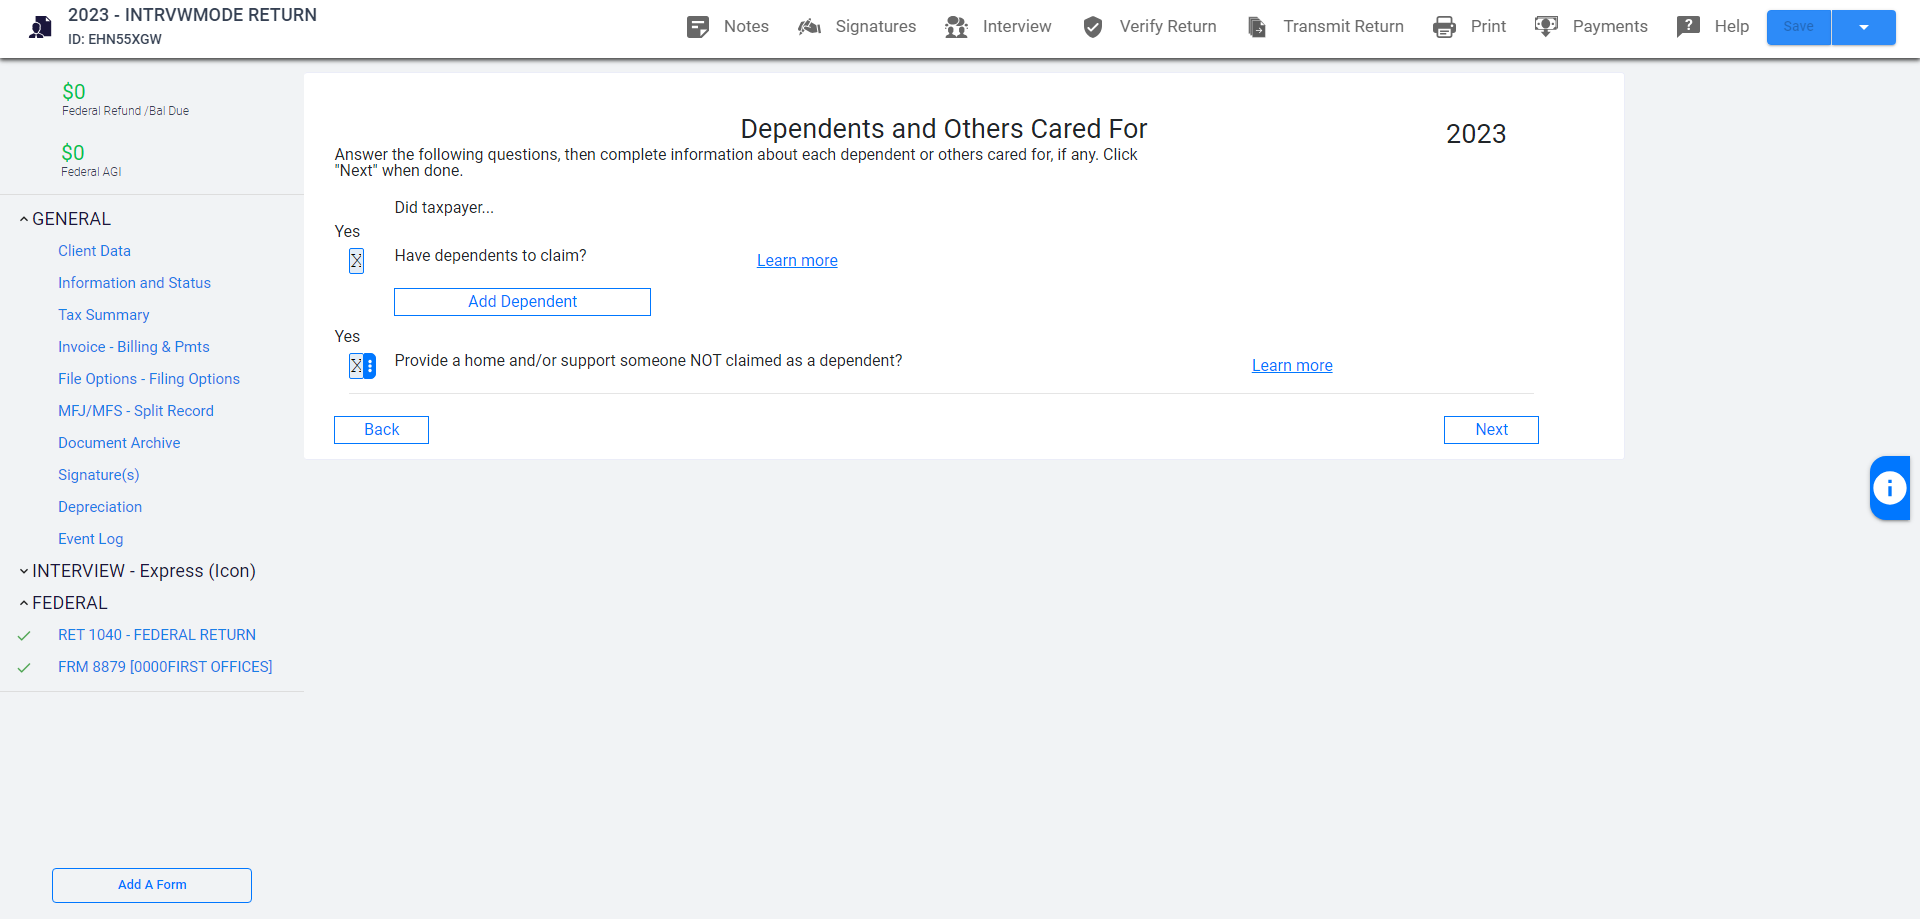 2023 - INTRVWMODE RETURN
ID: EHN55XGW
Notes
Signatures
Interview
Verify Return
Transmit Return
Print
Payments
Help
Save
$0
Federal Refund /Bal Due
$0
Federal AGI
GENERAL
Client Data
Information and Status
Tax Summary
Invoice - Billing & Pmts
File Options - Filing Options
MFJ/MFS - Split Record
Document Archive
Signature(s)
Depreciation
Event Log
INTERVIEW - Express (Icon)
FEDERAL
RET 1040 - FEDERAL RETURN
FRM 8879 [0000FIRST OFFICES]
Add A Form
Dependents and Others Cared For
2023
Answer the following questions, then complete information about each dependent or others cared for, if any. Click
"Next" when done.
Did taxpayer...
Yes
X Have dependents to claim? Learn more
Add Dependent
Yes
X Provide a home and/or support someone NOT claimed as a dependent? Learn more
Back
Next